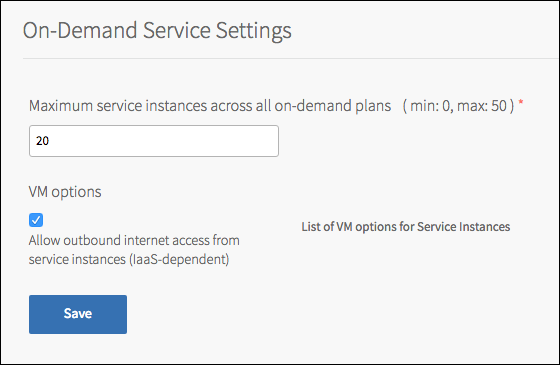 On-Demand Service Settings
Maximum service instances across all on-demand plans ( min: 0, max: 50 ) *
20
VM options
Allow outbound internet access from
service instances (IaaS-dependent)
List of VM options for Service Instances
Save